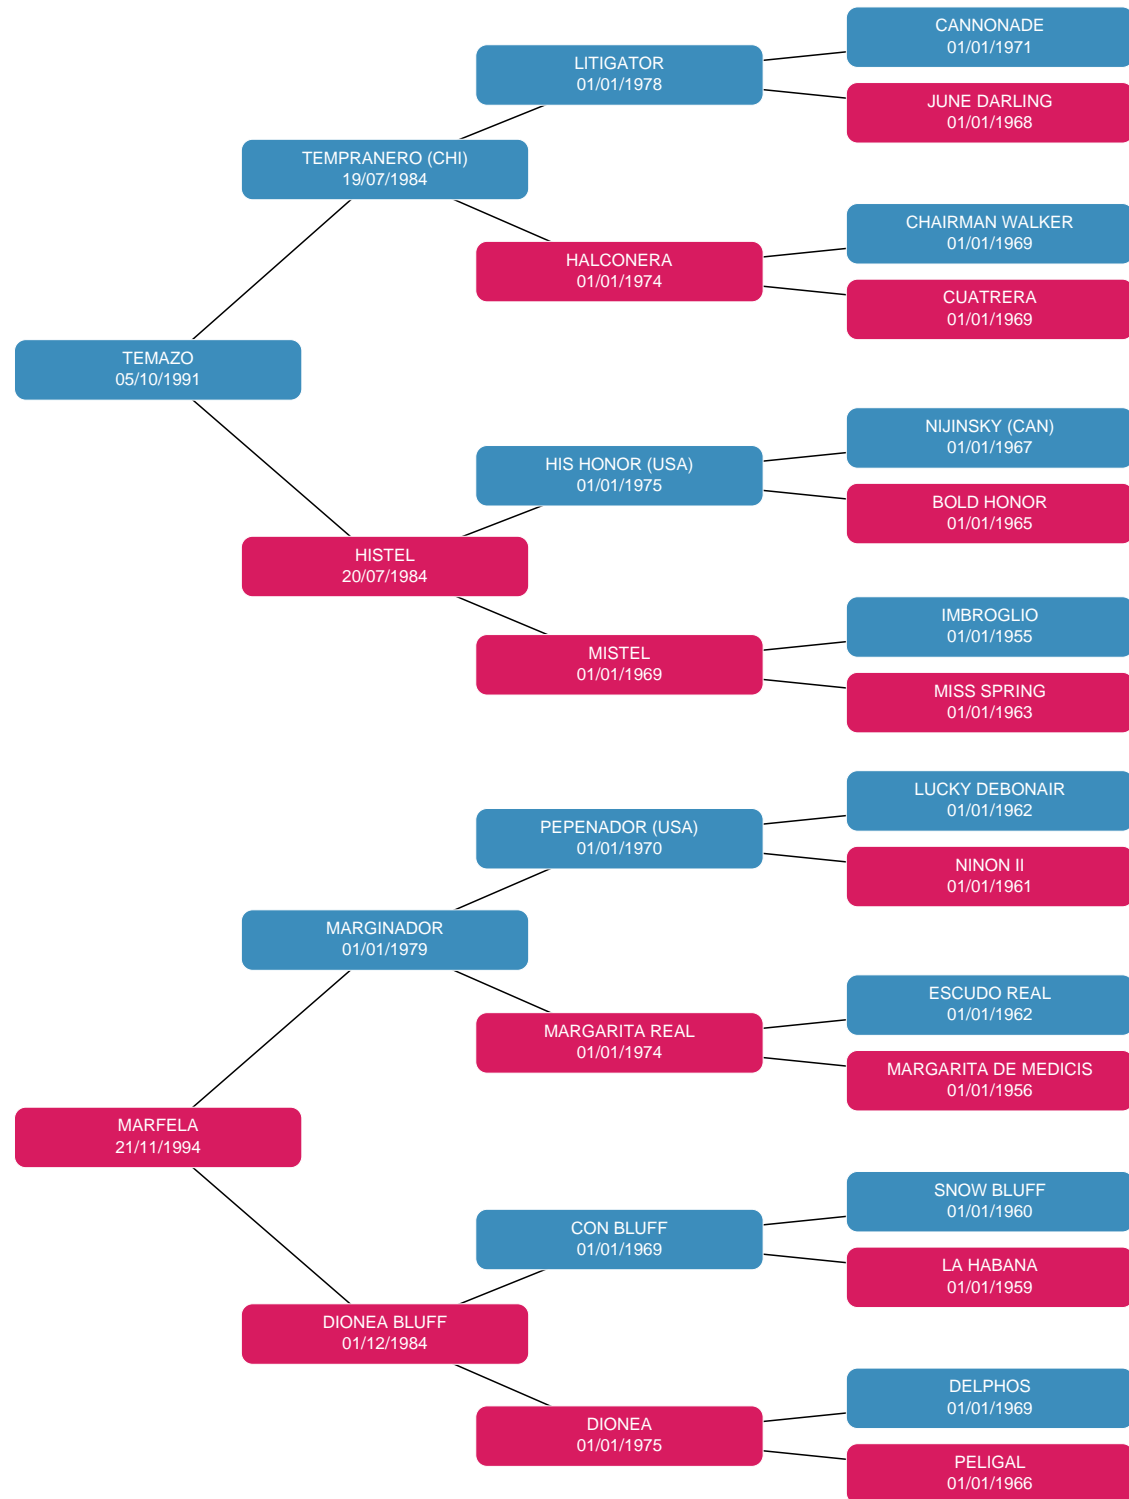 CANNONADE
01/01/1971
LITIGATOR
01/01/1978
JUNE DARLING
01/01/1968
TEMPRANERO (CHI)
19/07/1984
CHAIRMAN WALKER
01/01/1969
HALCONERA
01/01/1974
CUATRERA
01/01/1969
TEMAZO
05/10/1991
NIJINSKY (CAN)
01/01/1967
HIS HONOR (USA)
01/01/1975
BOLD HONOR
01/01/1965
HISTEL
20/07/1984
IMBROGLIO
01/01/1955
MISTEL
01/01/1969
MISS SPRING
01/01/1963
LUCKY DEBONAIR
01/01/1962
PEPENADOR (USA)
01/01/1970
NINON II
01/01/1961
MARGINADOR
01/01/1979
ESCUDO REAL
01/01/1962
MARGARITA REAL
01/01/1974
MARGARITA DE MEDICIS
01/01/1956
MARFELA
21/11/1994
SNOW BLUFF
01/01/1960
CON BLUFF
01/01/1969
LA HABANA
01/01/1959
DIONEA BLUFF
01/12/1984
DELPHOS
01/01/1969
DIONEA
01/01/1975
PELIGAL
01/01/1966